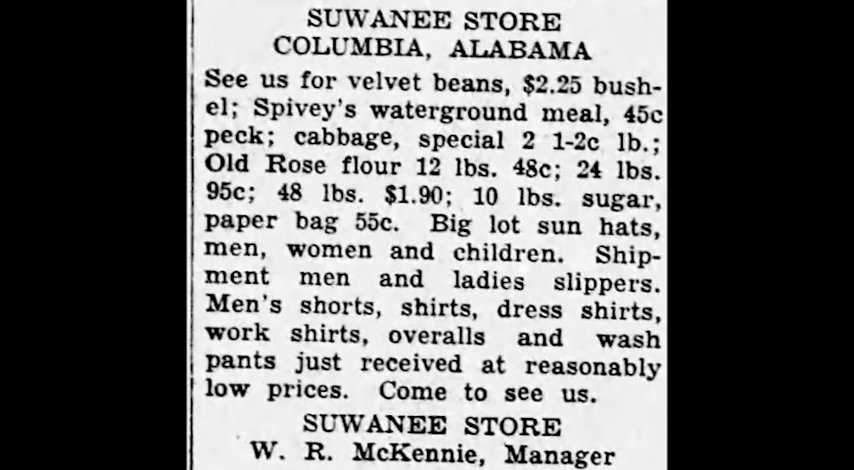 SUWANEE STORE
COLUMBIA, ALABAMA
See us for velvet beans, $2.25 bush-
el; Spivey's waterground meal, 45c
peck; cabbage, special 2 1-2c lb.;
Old Rose flour 12 lbs. 48c; 24 lbs.
95c; 48 lbs. $1.90; 10 lbs. sugar,
paper bag 55c. Big lot sun hats,
men, women and children. Ship-
ment men and ladies slippers.
Men's shorts, shirts, dress shirts,
work shirts, overalls and wash
pants just received at reasonably
low prices. Come to see us.
SUWANEE STORE
W. R. McKennie, Manager